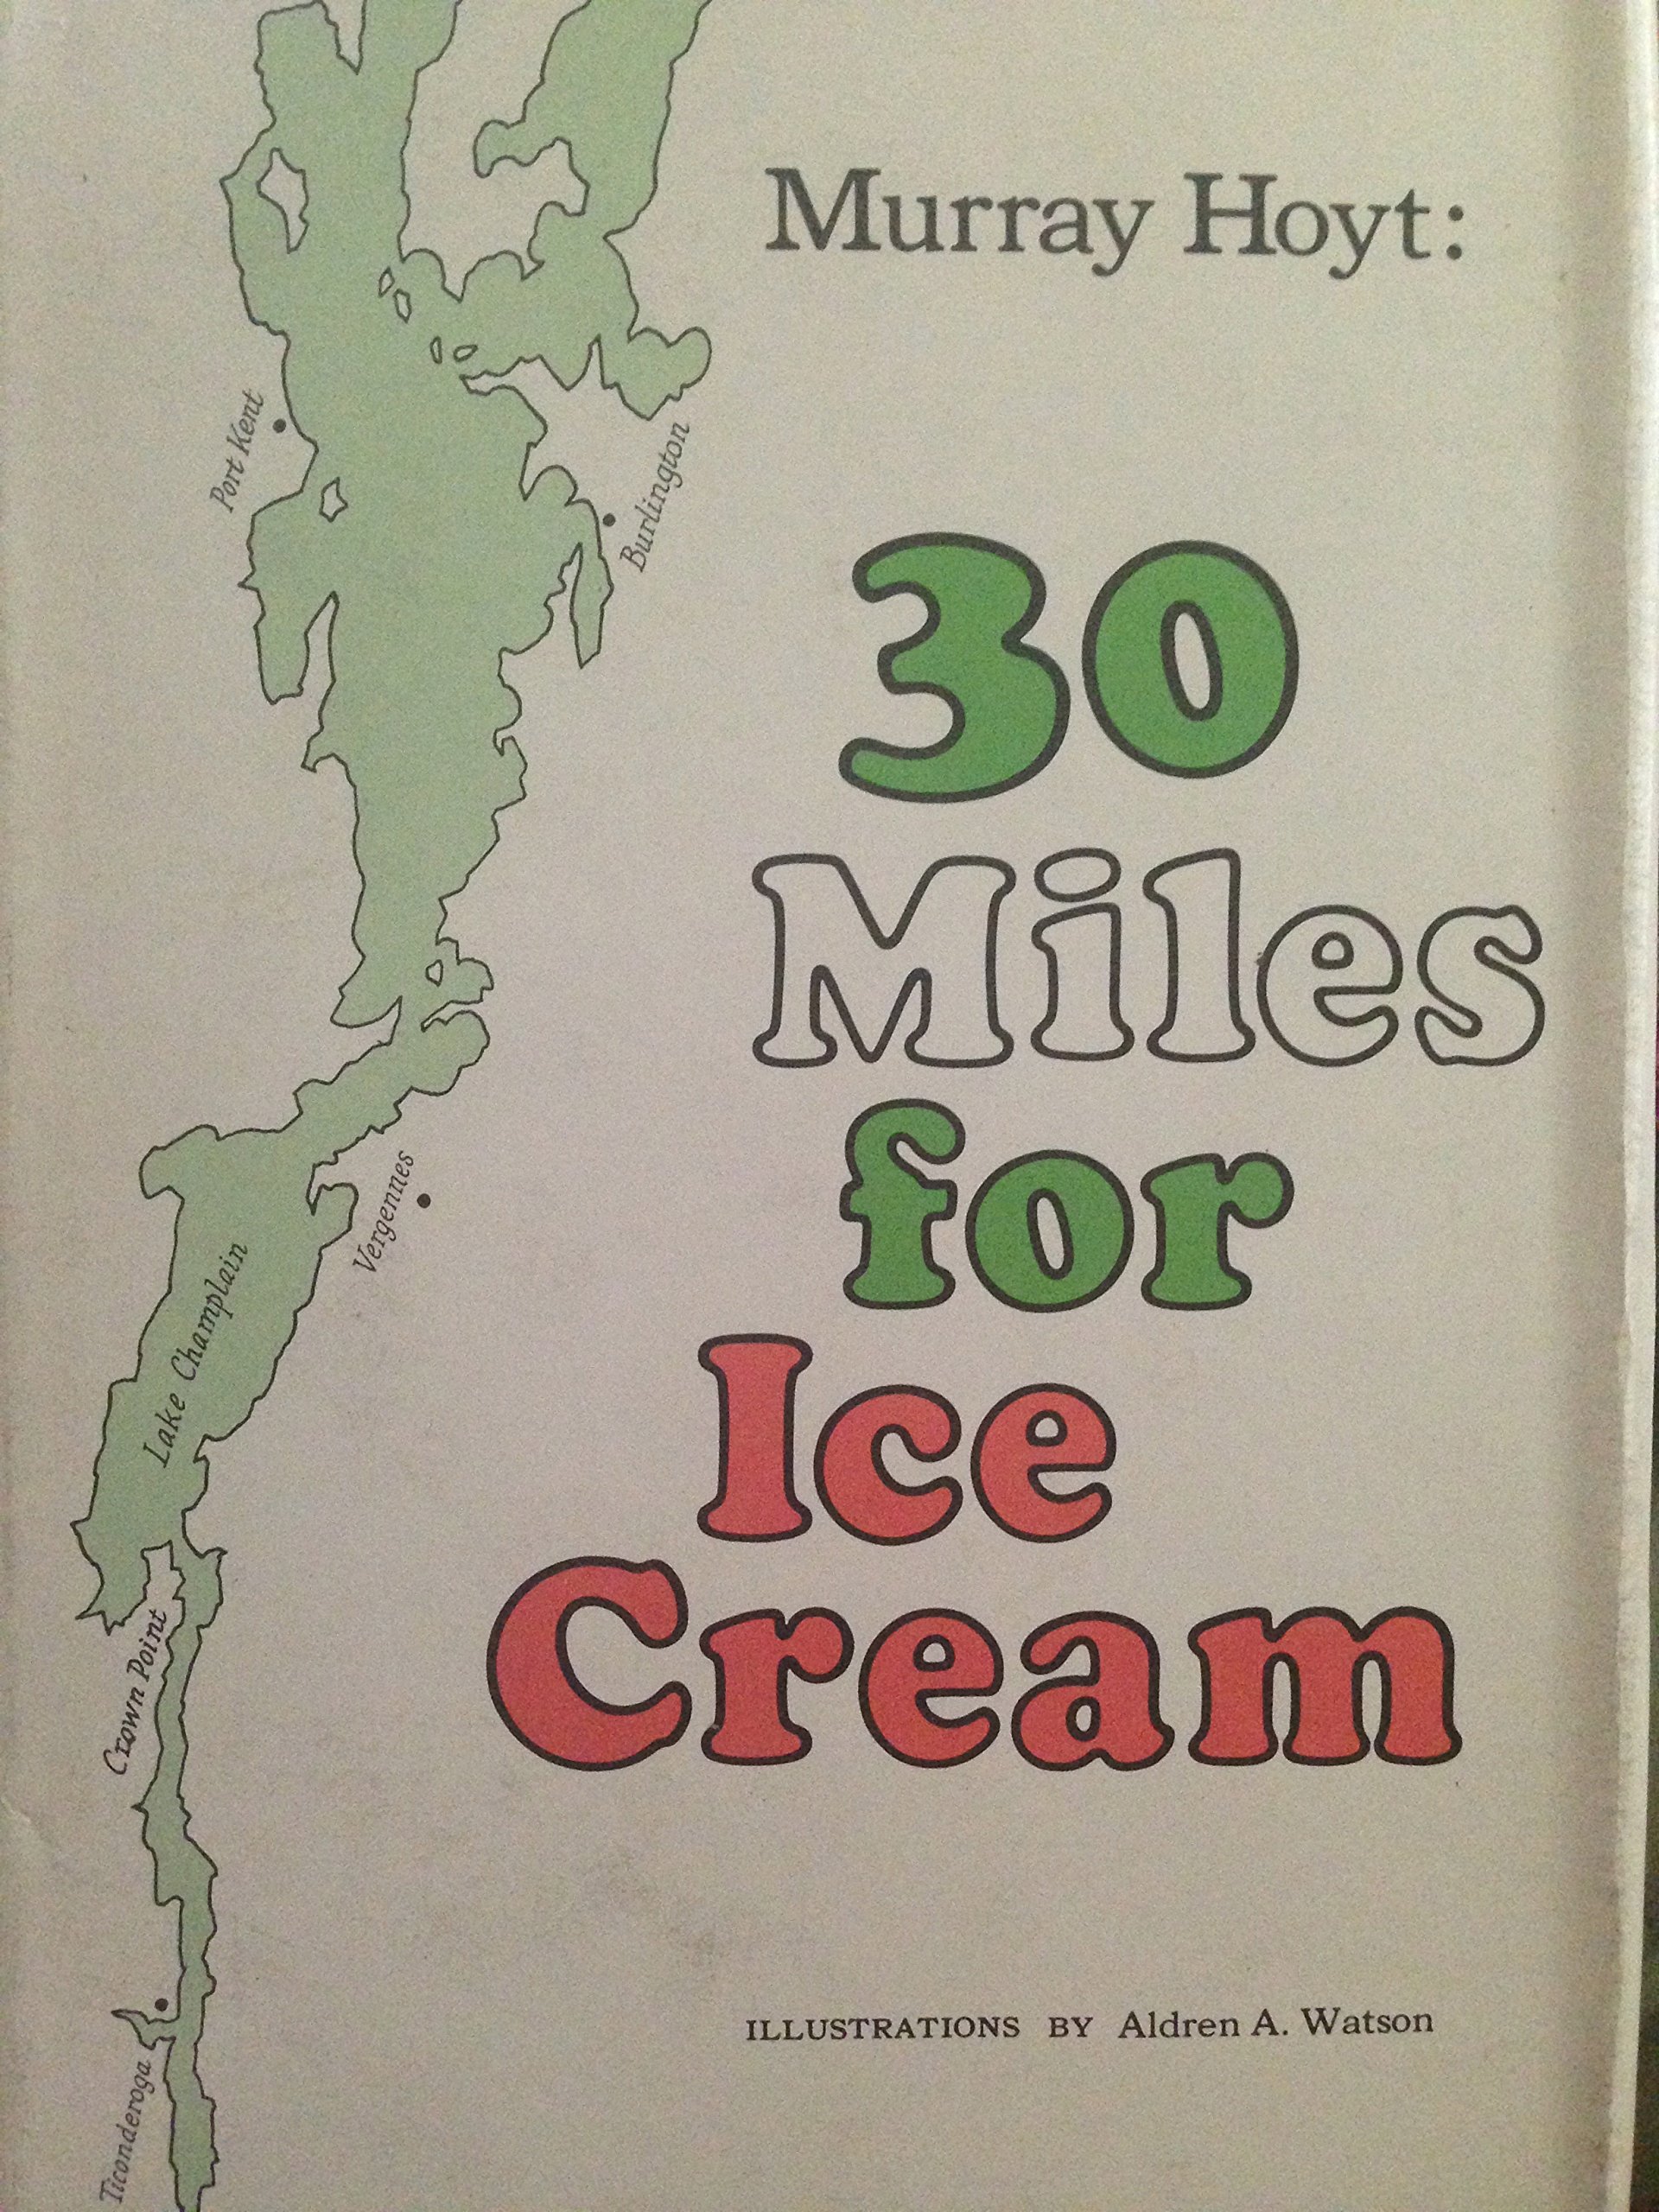 Murray Hoyt:
30
Miles
for
Ice
Cream
ILLUSTRATIONS BY Aldren A. Watson
Port Kent
Burlington
Vergennes
Lake Champlain
Crown Point
Ticonderoga